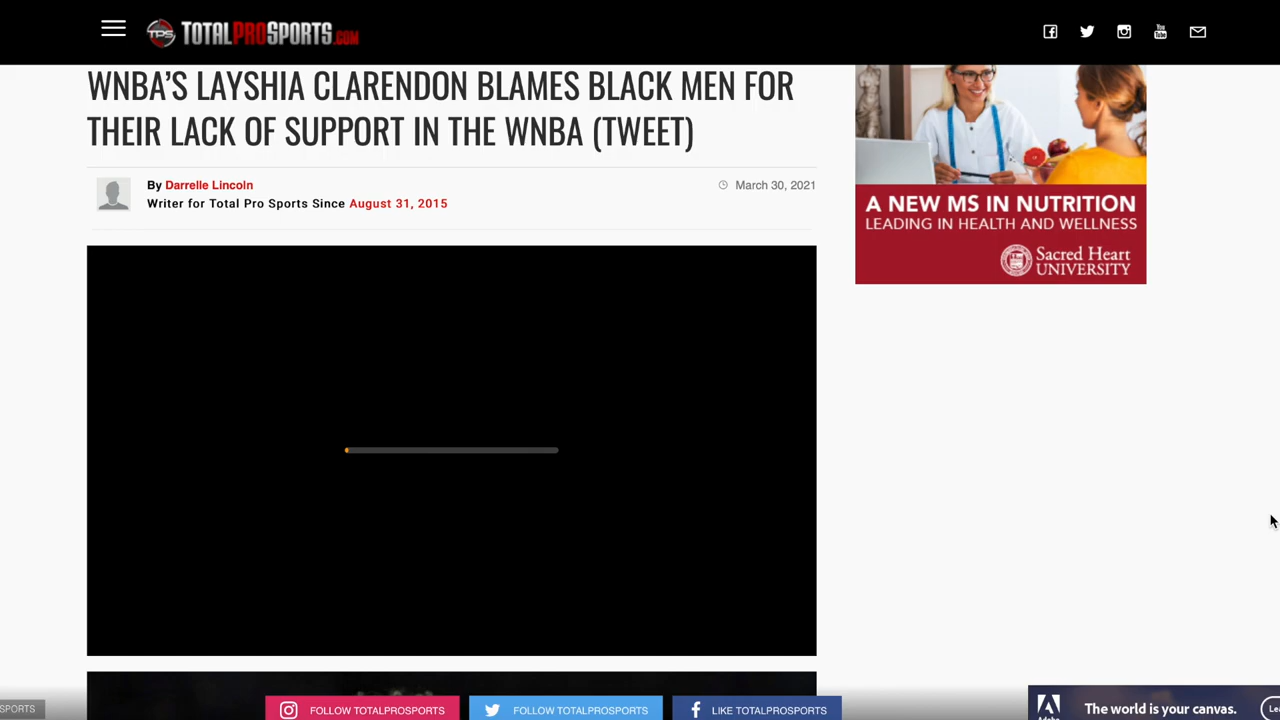 TPS TOTALPROSPORTS.COM
WNBA'S LAYSHIA CLARENDON BLAMES BLACK MEN FOR
THEIR LACK OF SUPPORT IN THE WNBA (TWEET)
By Darrelle Lincoln
March 30, 2021
Writer for Total Pro Sports Since August 31, 2015
A NEW MS IN NUTRITION
LEADING IN HEALTH AND WELLNESS
Sacred Heart
UNIVERSITY
SPORTS
FOLLOW TOTALPROSPORTS
FOLLOW TOTALPROSPORTS
LIKE TOTALPROSPORTS
Adobe
The world is your canvas.